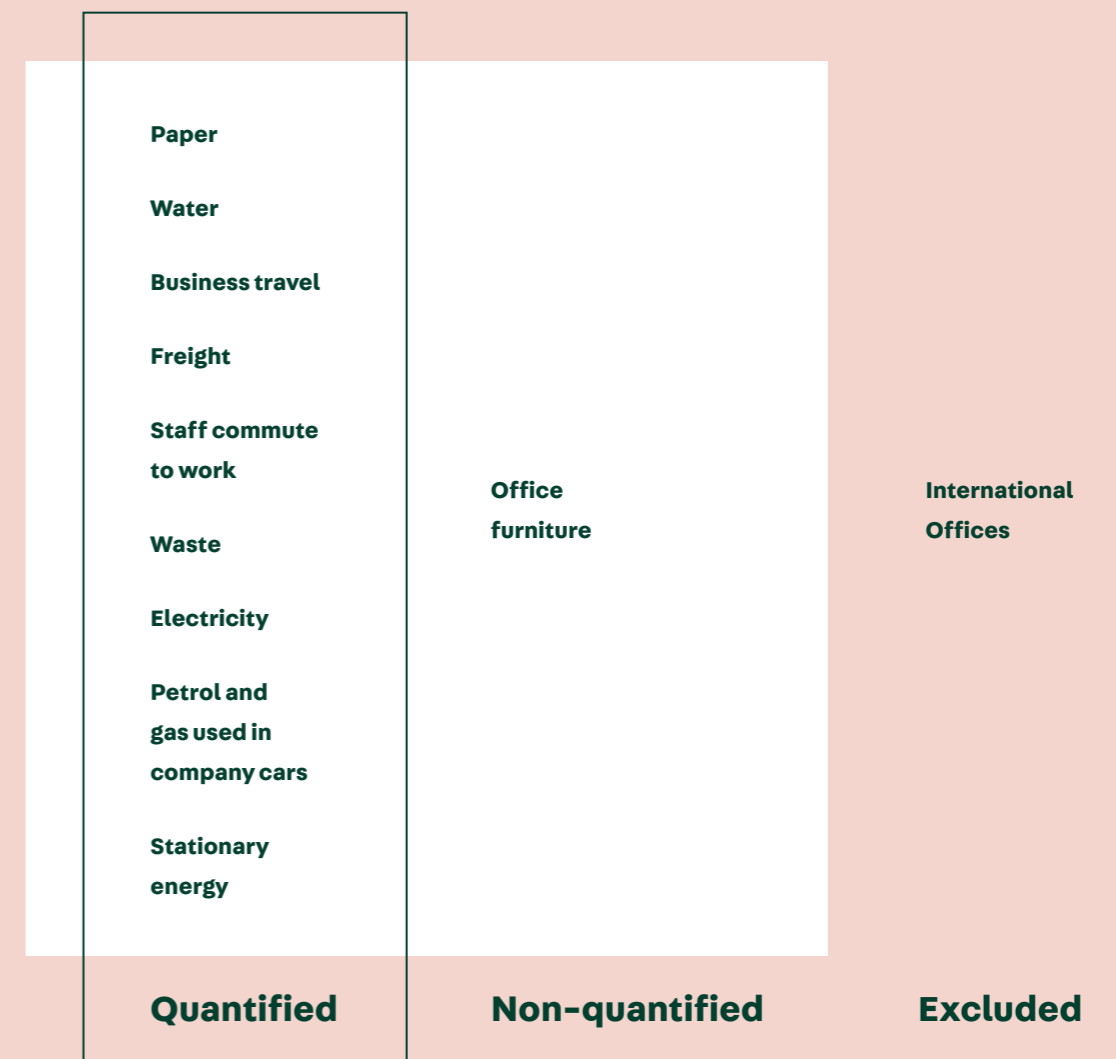 Paper
Water
Business travel
Freight
Staff commute
to work
Waste
Electricity
Petrol and
gas used in
company cars
Stationary
energy
Office
furniture
International
Offices
Quantified
Non-quantified
Excluded